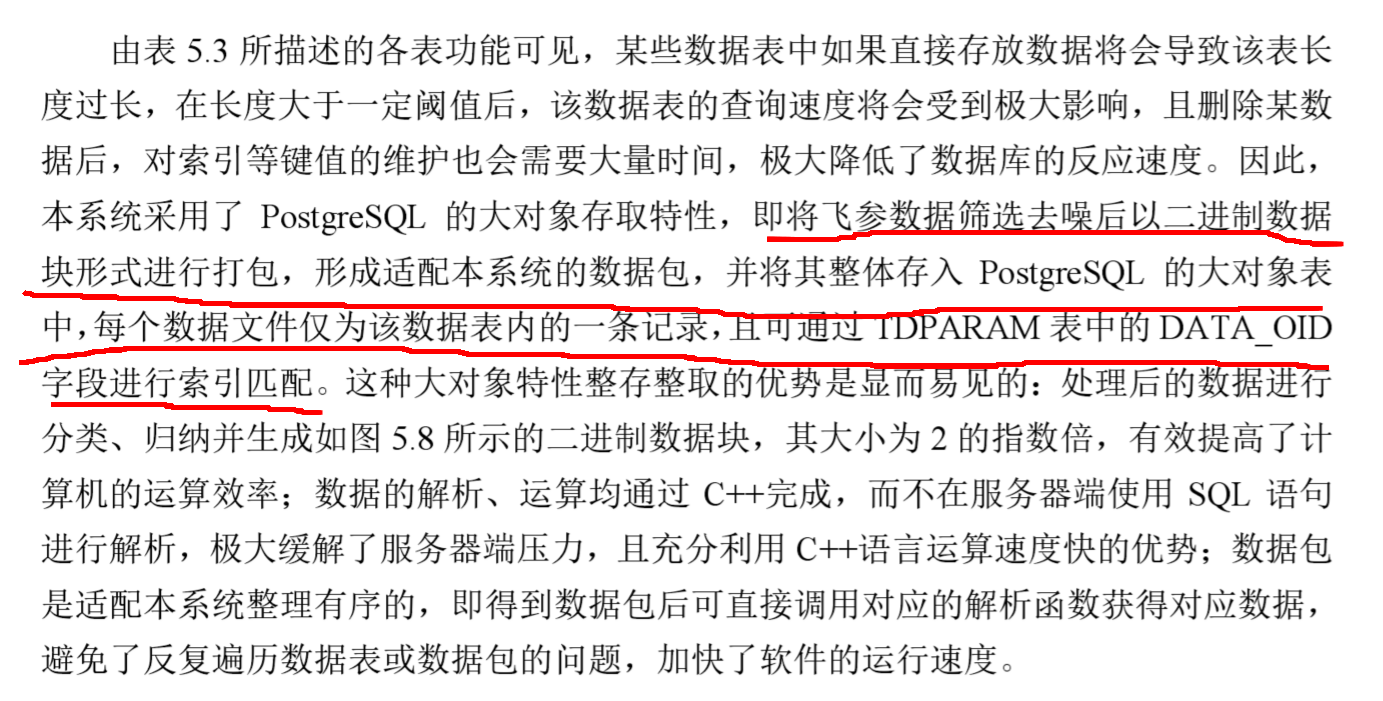 由表 5.3 所描述的各表功能可见，某些数据表中如果直接存放数据将会导致该表长
度过长，在长度大于一定阈值后，该数据表的查询速度将会受到极大影响，且删除某数
据后，对索引等键值的维护也会需要大量时间，极大降低了数据库的反应速度。因此，
本系统采用了 PostgreSQL 的大对象存取特性，即将飞参数据筛选去噪后以二进制数据
块形式进行打包，形成适配本系统的数据包，并将其整体存入 PostgreSQL 的大对象表
中，每个数据文件仅为该数据表内的一条记录，且可通过 TDPARAM 表中的 DATA_OID
字段进行索引匹配。这种大对象特性整存整取的优势是显而易见的：处理后的数据进行
分类、归纳并生成如图 5.8 所示的二进制数据块，其大小为 2 的指数倍，有效提高了计
算机的运算效率；数据的解析、运算均通过 C++完成，而不在服务器端使用 SQL 语句
进行解析，极大缓解了服务器端压力，且充分利用 C++语言运算速度快的优势；数据包
是适配本系统整理有序的，即得到数据包后可直接调用对应的解析函数获得对应数据，
避免了反复遍历数据表或数据包的问题，加快了软件的运行速度。